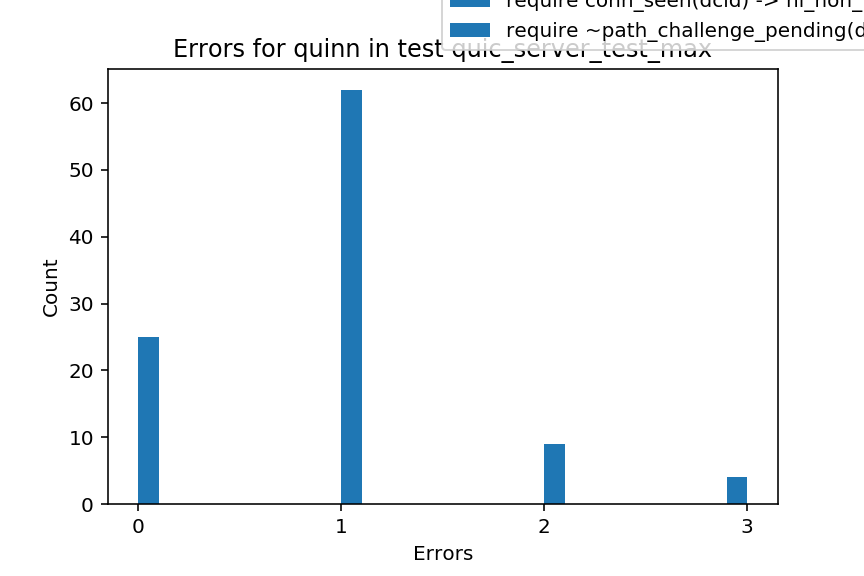 require conn_seen(dcid) -> hi_non_
require ~path_challenge_pending(d
Errors for quinn in test quic_server_test_max
60
50
40
30
20
10
0
Count
0 1 2 3
Errors